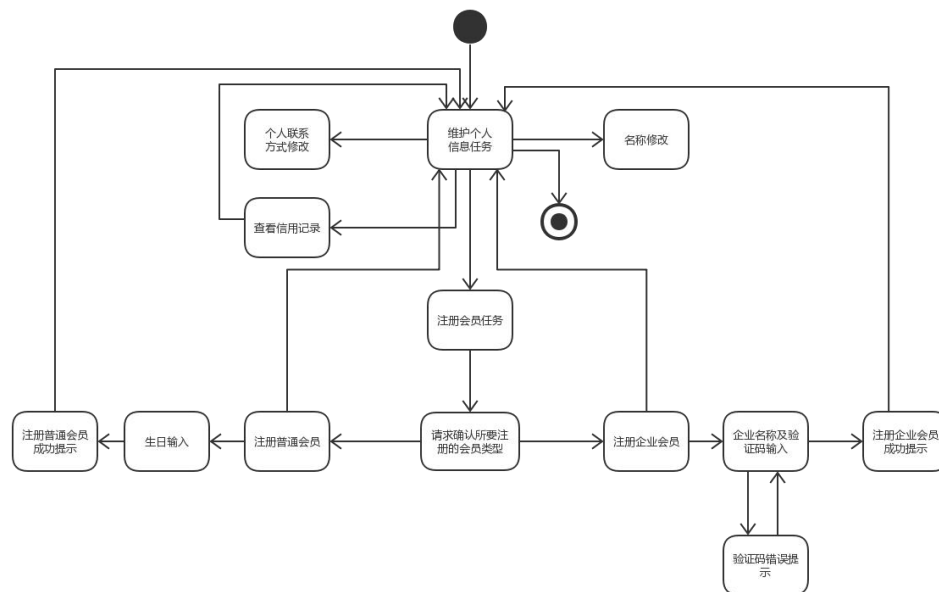 个人联系
方式修改
维护个人
信息任务
名称修改
查看信用记录
注册会员任务
注册普通会员
成功提示
生日输入
注册普通会员
请求确认所要注
册的会员类型
注册企业会员
企业名称及验
证码输入
注册企业会员
成功提示
验证码错误提
示